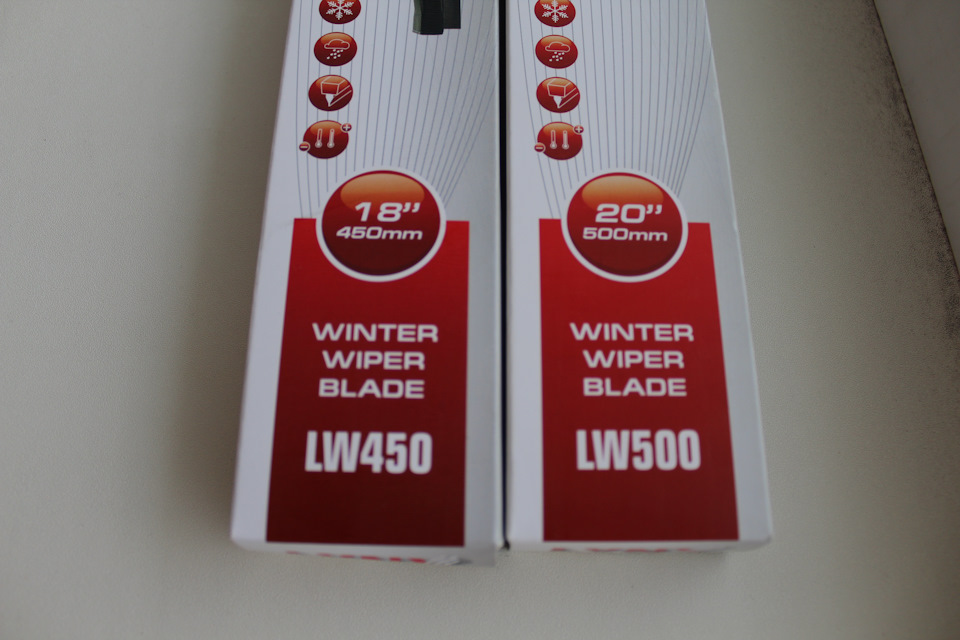 18”
450mm
WINTER
WIPER
BLADE
LW450
20”
500mm
WINTER
WIPER
BLADE
LW500